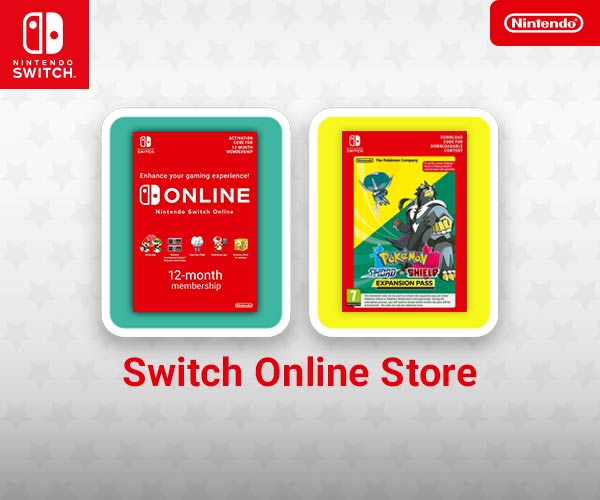 NINTENDO
SWITCH
Nintendo
ACTIVATION
CODE FOR
12-MONTH
MEMBERSHIP
Enhance your gaming experience!
ONLINE
Nintendo Switch Online
12-month
membership
Nintendo
DOWNLOAD
CODE FOR
DOWNLOADABLE
CONTENT
Nintendo The Pokémon Company
POKÉMON
SWORD SHIELD
EXPANSION PASS
7
Switch Online Store